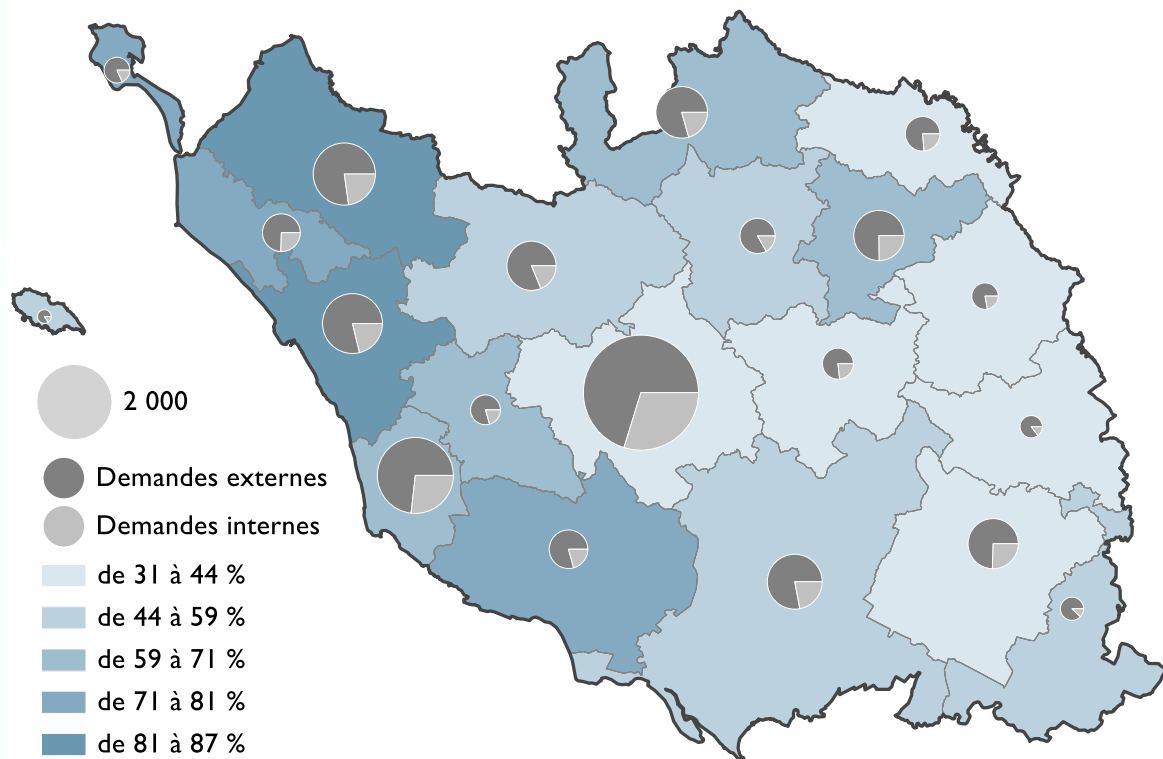 2 000
Demandes externes
Demandes internes
de 31 à 44 %
de 44 à 59 %
de 59 à 71 %
de 71 à 81 %
de 81 à 87 %